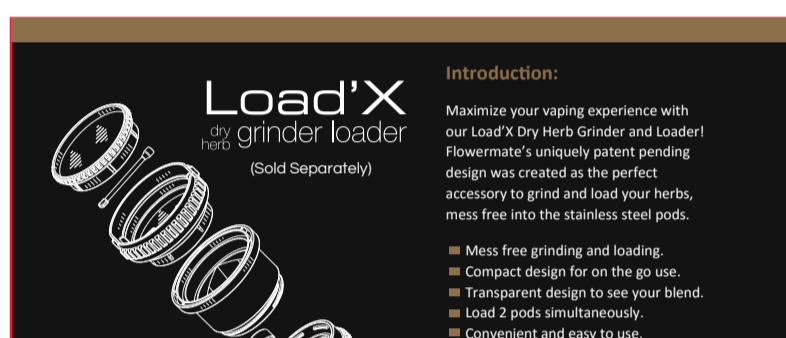 Load’X
dry herb grinder loader
(Sold Separately)
Introduction:
Maximize your vaping experience with
our Load’X Dry Herb Grinder and Loader!
Flowermate’s uniquely patent pending
design was created as the perfect
accessory to grind and load your herbs,
mess free into the stainless steel pods.
Mess free grinding and loading.
Compact design for on the go use.
Transparent design to see your blend.
Load 2 pods simultaneously.
Convenient and easy to use.